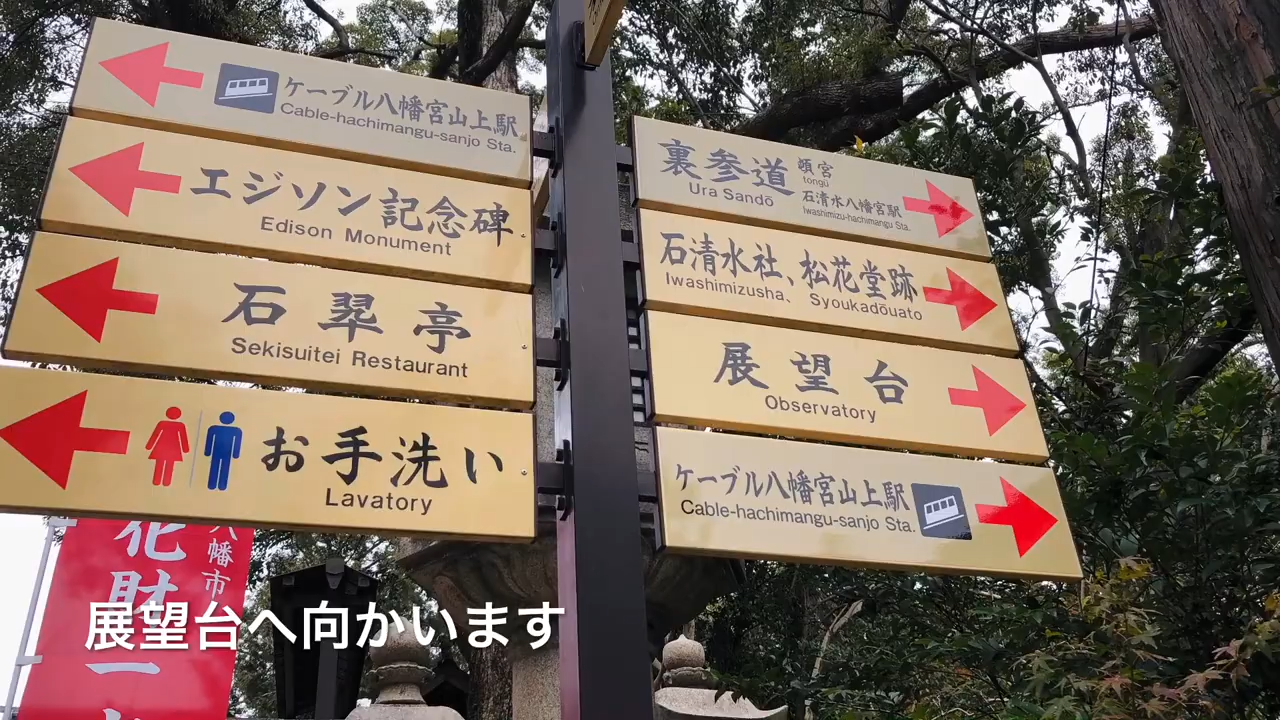 ケーブル八幡宮山上駅
Cable-hachimangu-sanjo Sta.
エジソン記念碑
Edison Monument
石翠亭
Sekisuitei Restaurant
お手洗い
Lavatory
裏参道
Ura Sandō
頓宮
tongū
石清水八幡宮駅
Iwashimizu-hachimangu Sta.
石清水社、松花堂跡
Iwashimizusha、 Syoukadōuato
展望台
Observatory
ケーブル八幡宮山上駅
Cable-hachimangu-sanjo Sta.
八幡市
花財一
展望台へ向かいます